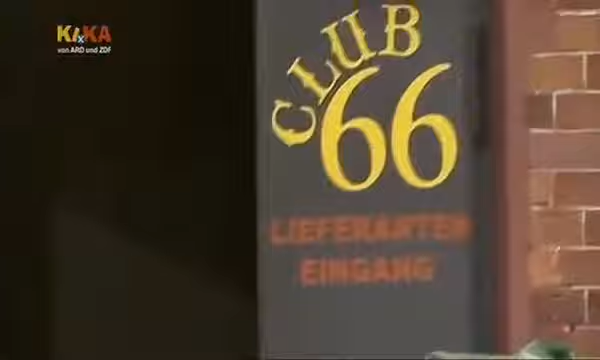 KiKA
von ARD und ZDF
CLUB
66
LIEFERANTEN
EINGANG